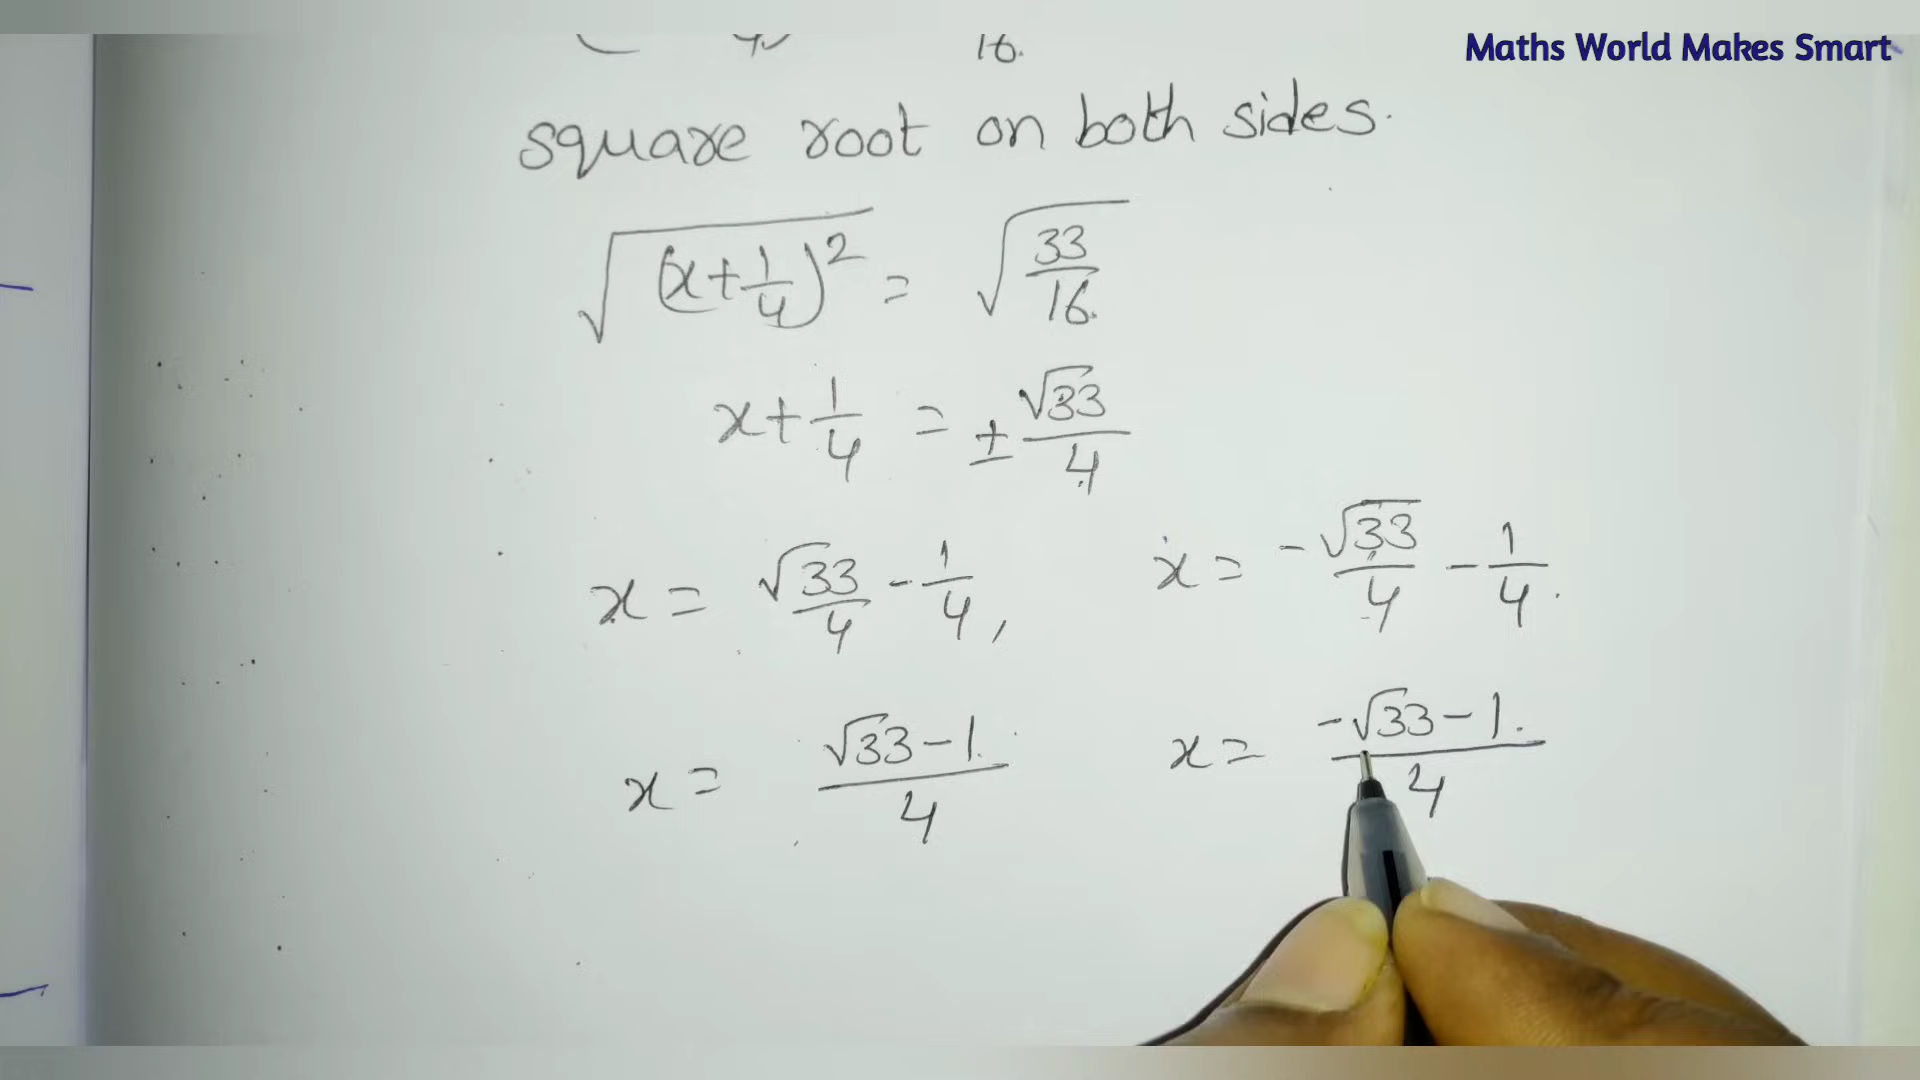 Maths World Makes Smart
16.
square root on both sides.
√(x+1/4)² = √33/16.
x+1/4 = ±√33/4
x = √33/4 - 1/4, x = -√33/4 - 1/4.
x = √33-1./4 x = -√33-1./4